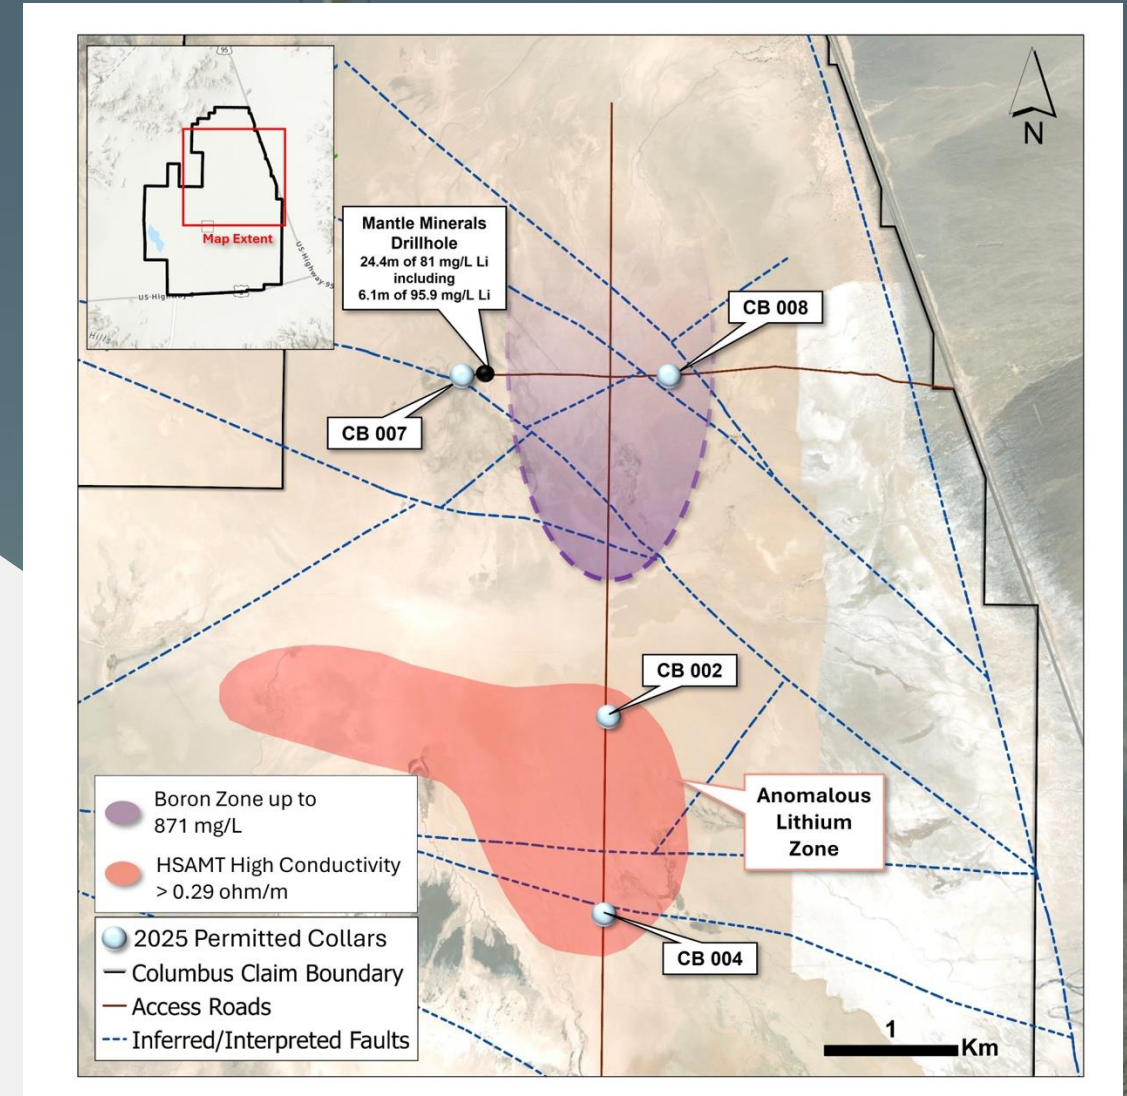 95
Map Extent
US Highway 95
US Highway 6
Hills
N
Mantle Minerals
Drillhole
24.4m of 81 mg/L Li
including
6.1m of 95.9 mg/L Li
CB 008
CB 007
CB 002
Anomalous
Lithium
Zone
CB 004
Boron Zone up to
871 mg/L
HSAMT High Conductivity
> 0.29 ohm/m
2025 Permitted Collars
Columbus Claim Boundary
Access Roads
Inferred/Interpreted Faults
1
Km